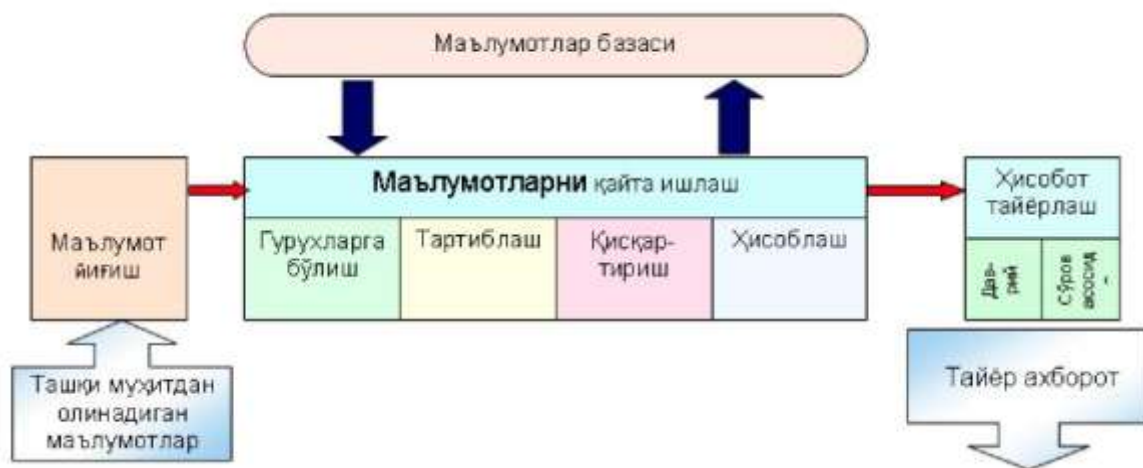 Маълумотлар базаси
Маълумот
йиғиш
Маълумотларни қайта ишлаш
Гурухларга
бўлиш
Тартиблаш
Қисқар-
тириш
Ҳисоблаш
Ҳисобот
тайёрлаш
Дав-
рий
Сўров
асосид
Ташқи муҳитдан
олинадиган
маълумотлар
Тайёр ахборот